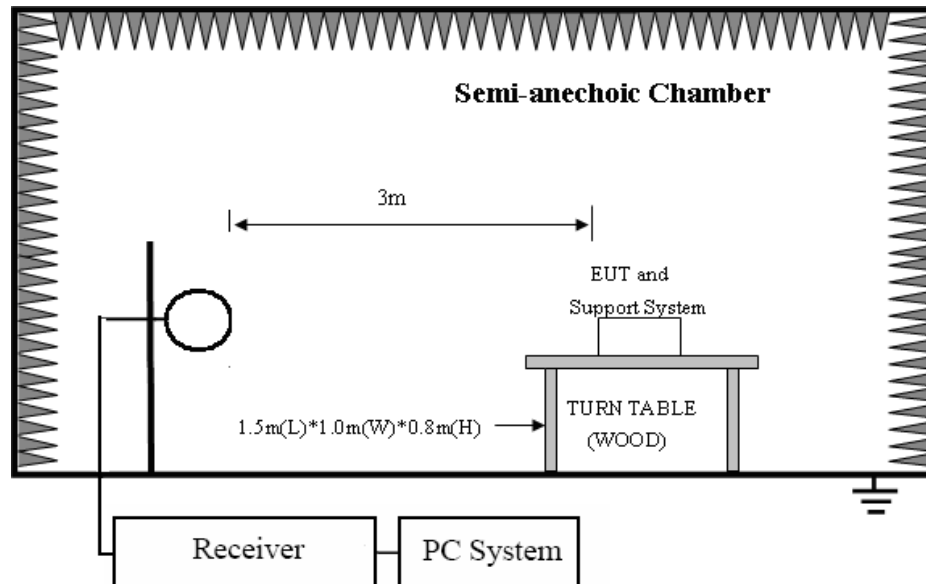 Semi-anechoic Chamber
3m
EUT and
Support System
1.5m(L)*1.0m(W)*0.8m(H)
TURN TABLE
(WOOD)
Receiver
PC System